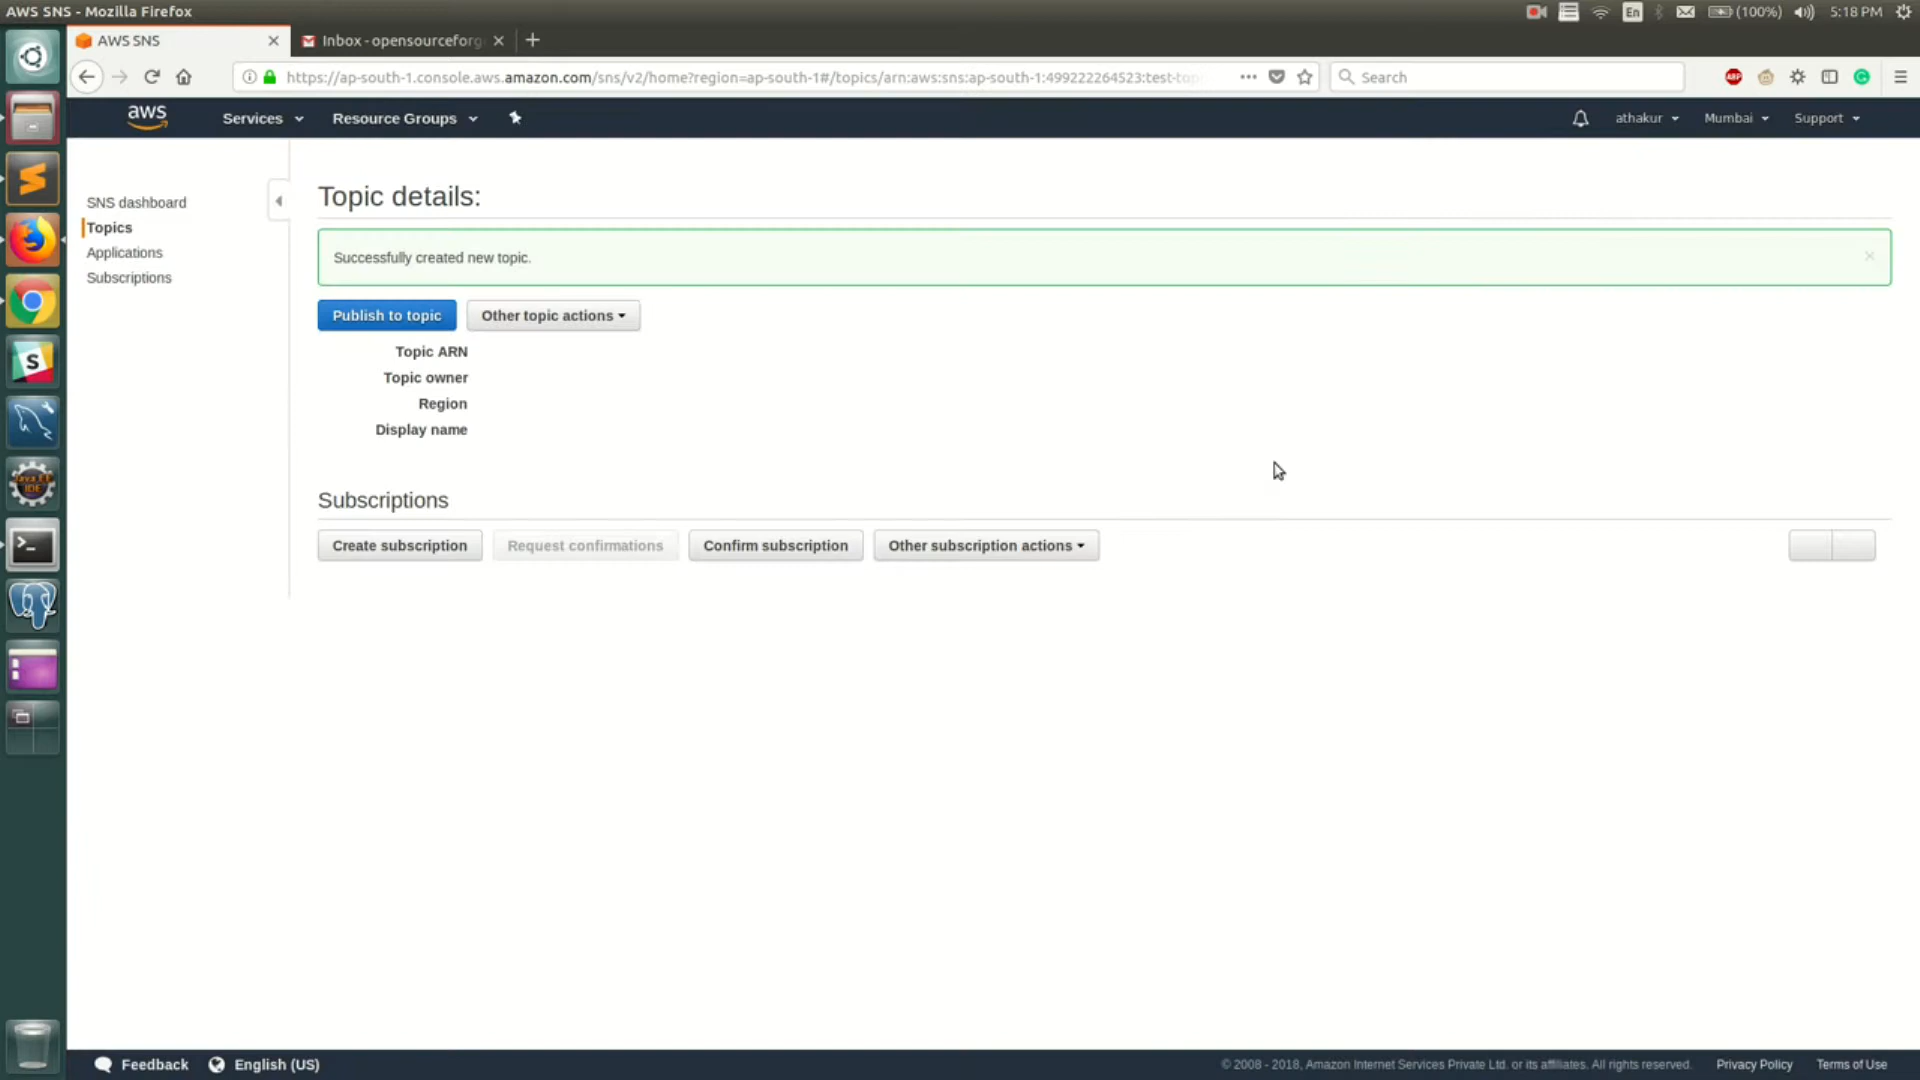 AWS SNS - Mozilla Firefox
En
(100%)
5:18 PM
AWS SNS
Inbox - opensourceforg
https://ap-south-1.console.aws.amazon.com/sns/v2/home?region=ap-south-1#/topics/arn:aws:sns:ap-south-1:499222264523:test-top
Search
ABP
aws
Services
Resource Groups
athakur
Mumbai
Support
SNS dashboard
Topics
Applications
Subscriptions
Topic details:
Successfully created new topic.
Publish to topic
Other topic actions
Topic ARN
Topic owner
Region
Display name
Subscriptions
Create subscription
Request confirmations
Confirm subscription
Other subscription actions
S
Java EE
IDE
Feedback
English (US)
© 2008 - 2018, Amazon Internet Services Private Ltd. or its affiliates. All rights reserved.
Privacy Policy
Terms of Use